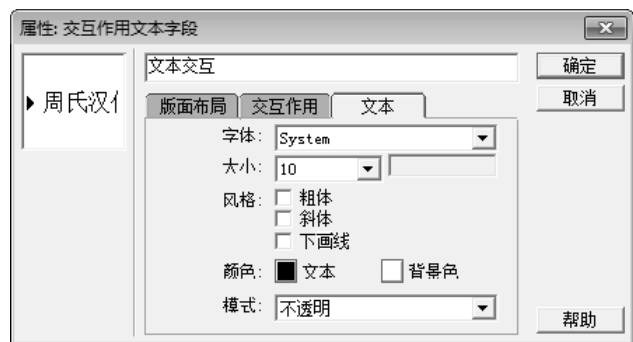 属性: 交互作用文本字段
文本交互
确定
取消
周氏汉
版面布局 交互作用 文本
字体: System
大小: 10
风格: 粗体
斜体
下画线
颜色: 文本 背景色
模式: 不透明
帮助